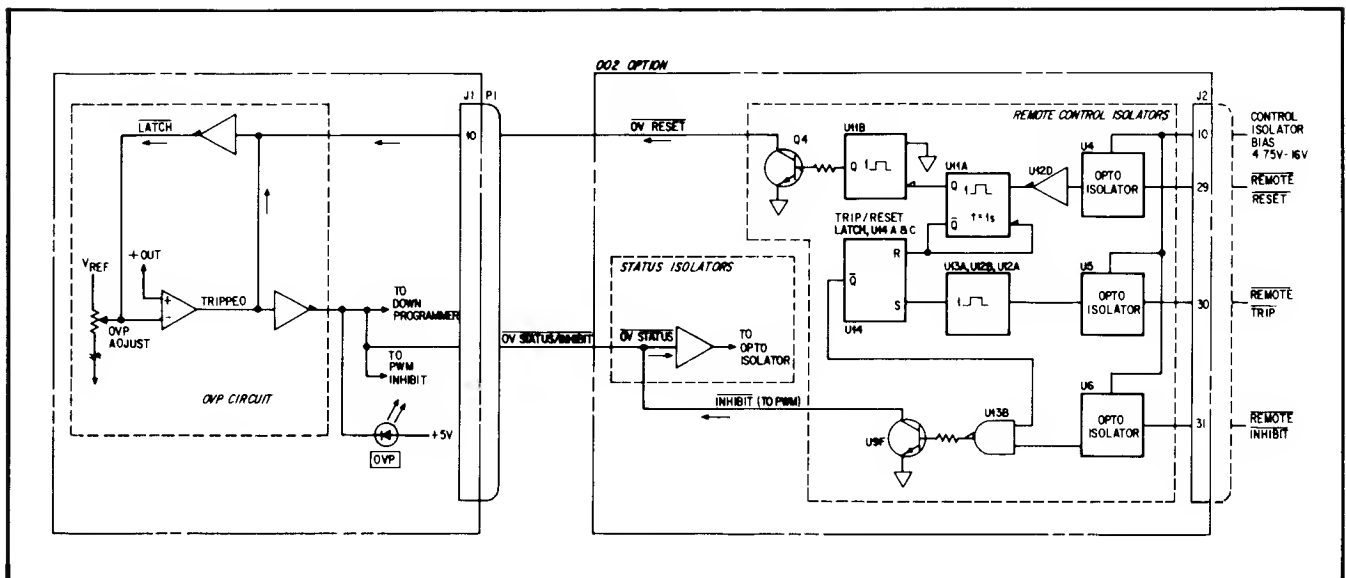 002 OPTION
J1 P1
10
LATCH
VREF
+OUT
TRIPPED
OVP
ADJUST
OVP CIRCUIT
TO
DOWN
PROGRAMMER
TO
PWM
INHIBIT
+5V
OVP
OV RESET
OV STATUS/INHIBIT
STATUS ISOLATORS
OV STATUS
TO
OPTO
ISOLATOR
INHIBIT (TO PWM)
REMOTE CONTROL ISOLATORS
Q4
U11B
Q
U11A
Q
Q
t = 1s
U12D
U4
OPTO
ISOLATOR
TRIP/RESET
LATCH, U14 A & C
R
Q
S
U14
U13A, U12B, U12A
U5
OPTO
ISOLATOR
U9F
U13B
U6
OPTO
ISOLATOR
J2
10
29
30
31
CONTROL
ISOLATOR
BIAS
4 75V-16V
REMOTE
RESET
REMOTE
TRIP
REMOTE
INHIBIT